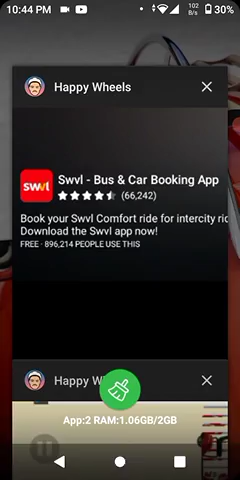 10:44 PM
102 B/s
30%
Happy Wheels
swvl
Swvl - Bus & Car Booking App
(66,242)
Book your Swvl Comfort ride for intercity rid
Download the Swvl app now!
FREE · 896,214 PEOPLE USE THIS
Happy Wh
App:2 RAM:1.06GB/2GB